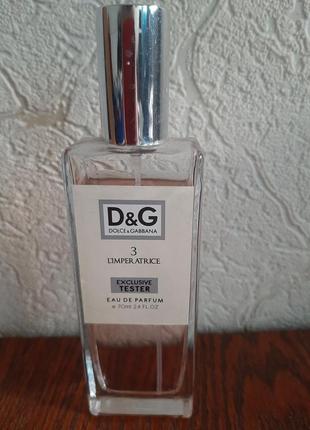 D&G
DOLCE & GABBANA
3
L'IMPERATRICE
EXCLUSIVE
TESTER
EAU DE PARFUM
e 70ml 2.4 FL.OZ